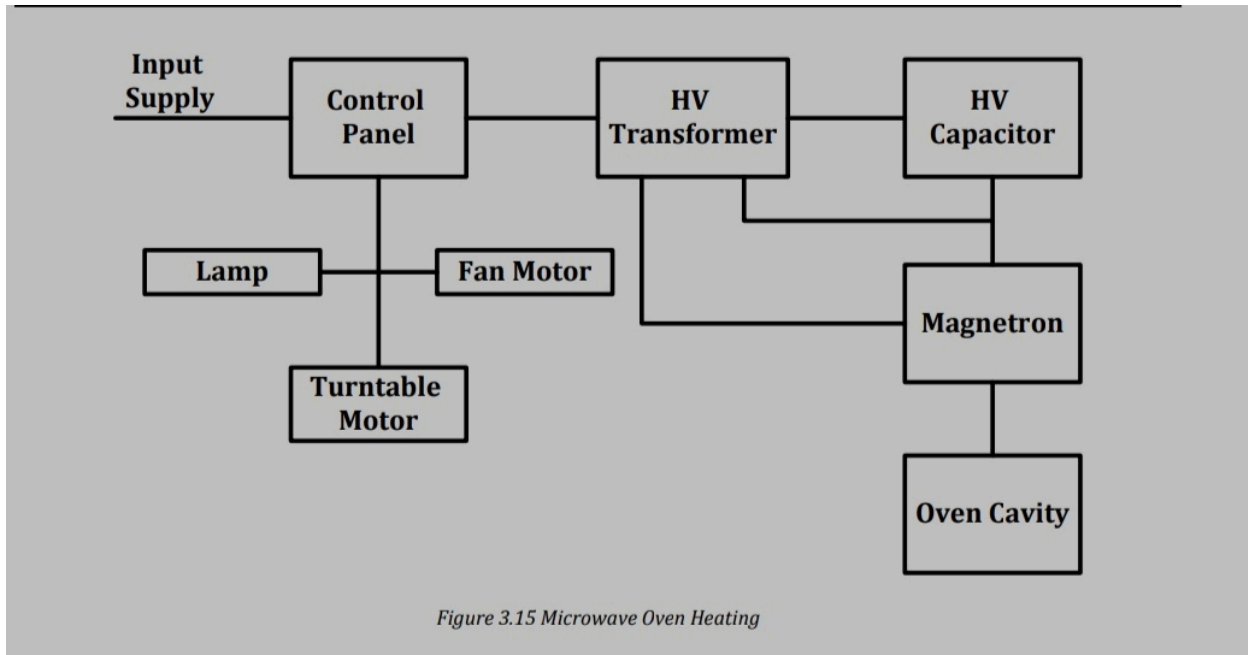 Input
Supply
Control
Panel
HV
Transformer
HV
Capacitor
Lamp
Fan Motor
Magnetron
Turntable
Motor
Oven Cavity
Figure 3.15 Microwave Oven Heating